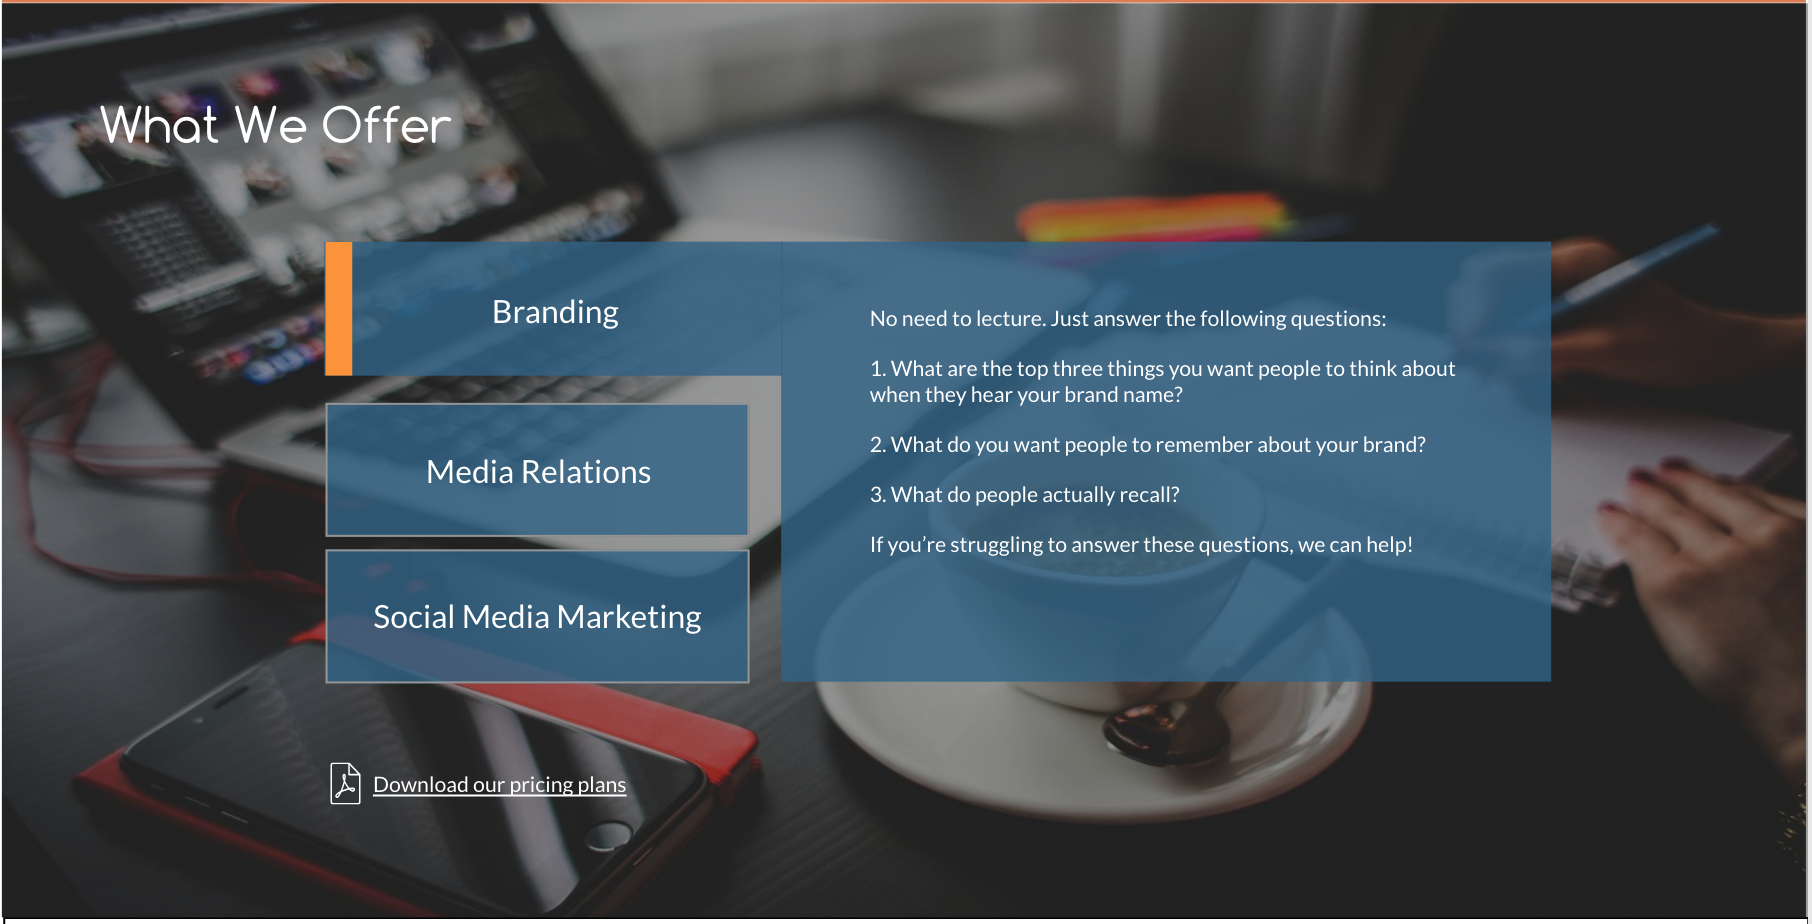 What We Offer
Branding
Media Relations
Social Media Marketing
No need to lecture. Just answer the following questions:
1. What are the top three things you want people to think about
when they hear your brand name?
2. What do you want people to remember about your brand?
3. What do people actually recall?
If you’re struggling to answer these questions, we can help!
Download our pricing plans